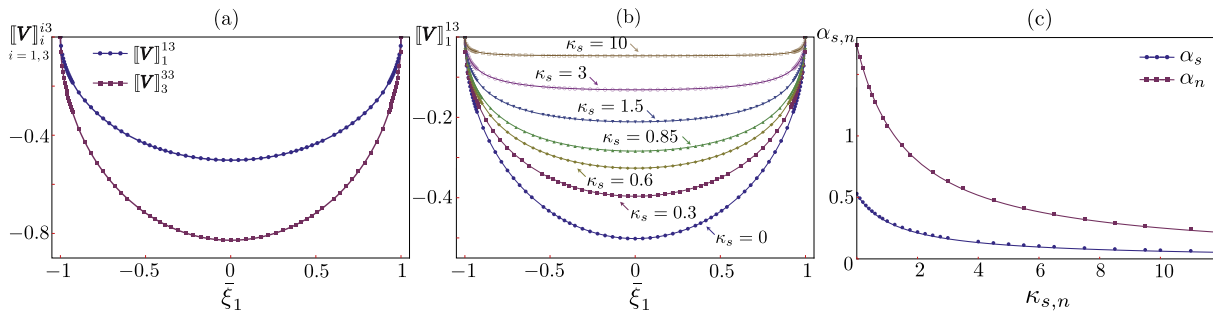 (a)
⟦V⟧ᵢ^{i3}
i = 1,3
⟦V⟧₁¹³
⟦V⟧₃³³
−0.4
−0.8
−1 −0.5 0 0.5 1
ξ̄₁
(b)
⟦V⟧¹³
κₛ = 10
κₛ = 3
κₛ = 1.5
κₛ = 0.85
κₛ = 0.6
κₛ = 0.3
κₛ = 0
−0.2
−0.4
−1 −0.5 0 0.5 1
ξ̄₁
(c)
α_{s,n}
αₛ
αₙ
1
0.5
0
2 4 6 8 10
κ_{s,n}